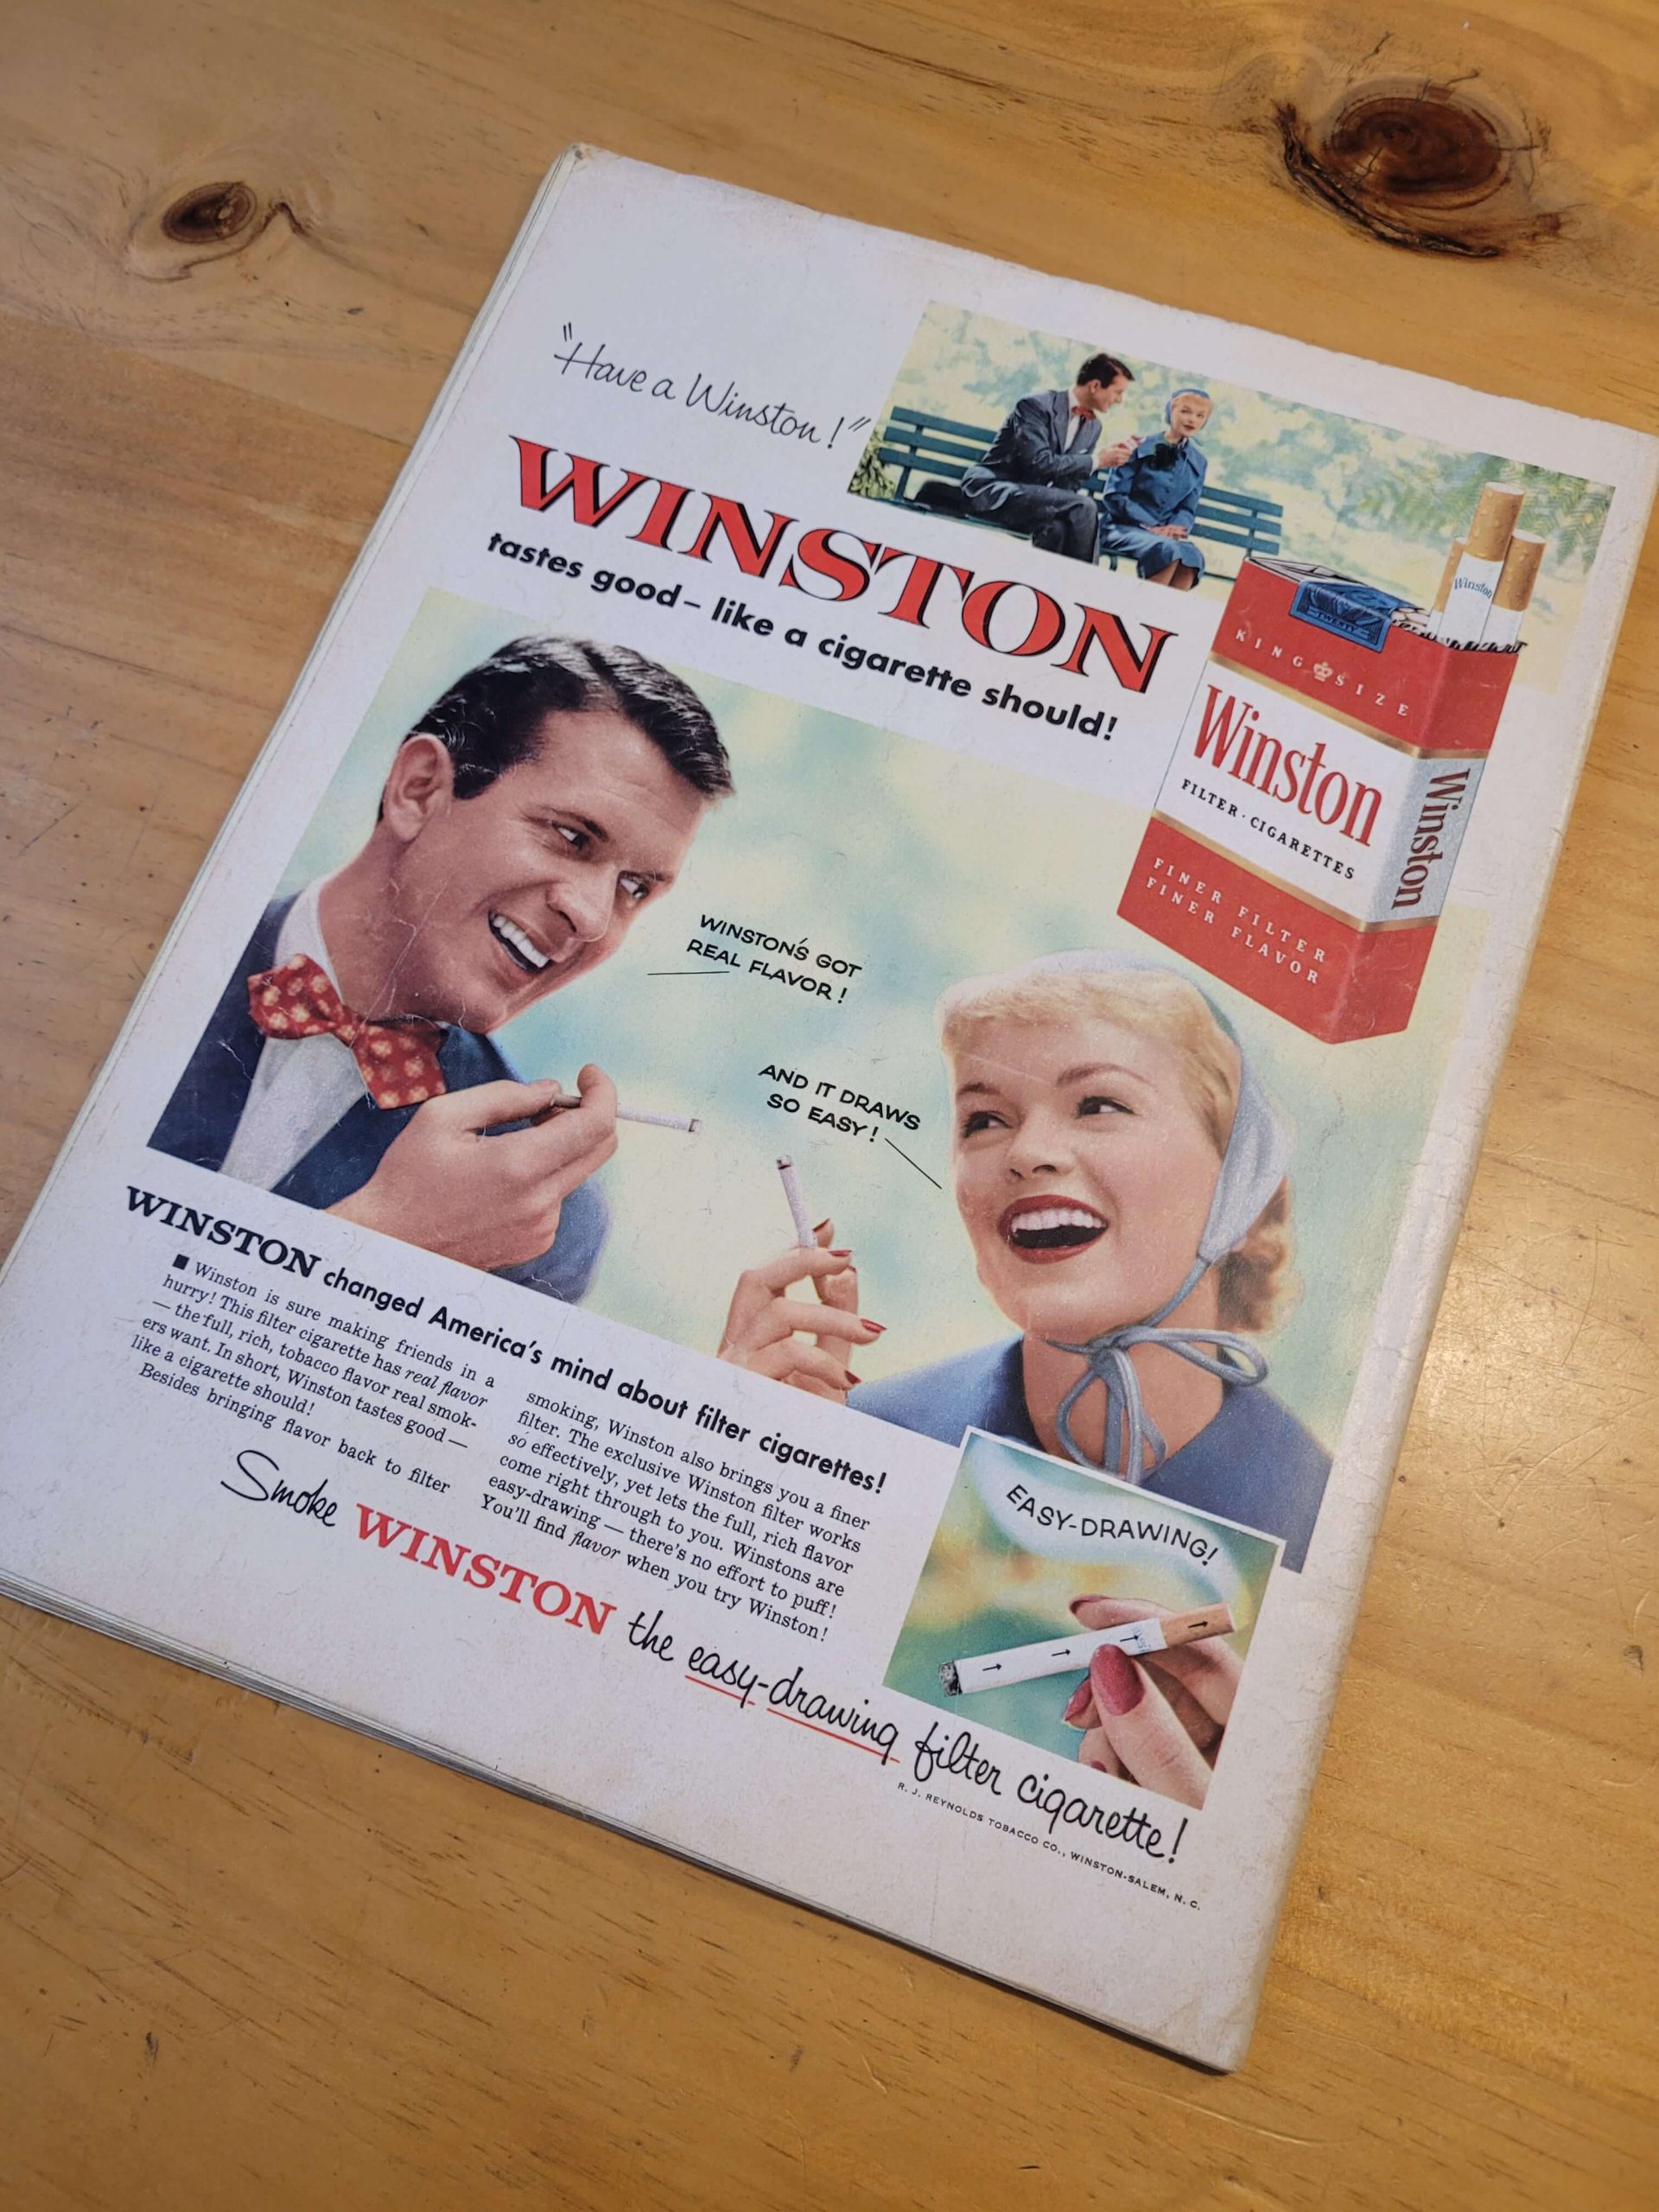 "Have a Winston!"
WINSTON
tastes good – like a cigarette should!
Winston
TWENTY
KING SIZE
Winston
FILTER · CIGARETTES
FINER FILTER
FINER FLAVOR
Winston
WINSTON'S GOT
REAL FLAVOR!
AND IT DRAWS
SO EASY!
WINSTON changed America's mind about filter cigarettes!
■ Winston is sure making friends in a
hurry! This filter cigarette has real flavor
— the full, rich, tobacco flavor real smok-
ers want. In short, Winston tastes good —
like a cigarette should!
Besides bringing flavor back to filter
smoking, Winston also brings you a finer
filter. The exclusive Winston filter works
so effectively, yet lets the full, rich flavor
come right through to you. Winstons are
easy-drawing — there's no effort to puff!
You'll find flavor when you try Winston!
EASY-DRAWING!
Smoke WINSTON the easy-drawing filter cigarette!
R. J. REYNOLDS TOBACCO CO., WINSTON-SALEM, N. C.